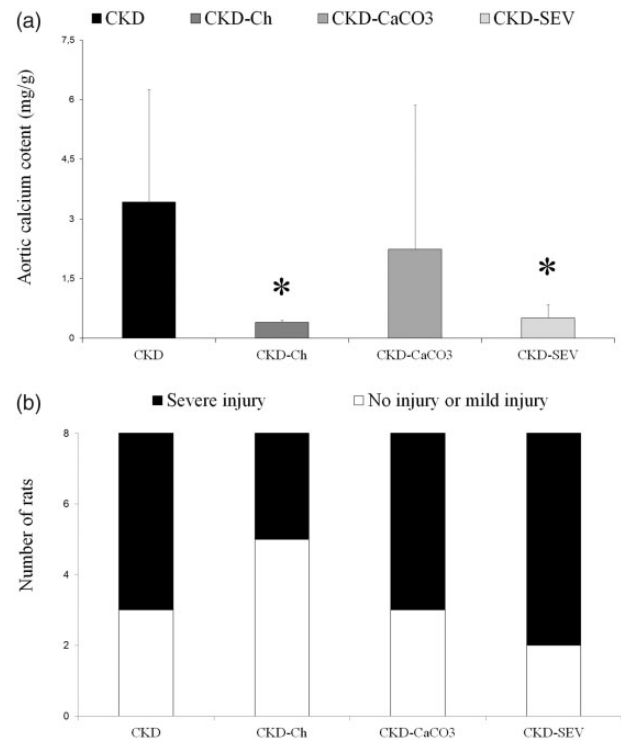 (a)
CKD CKD-Ch CKD-CaCO3 CKD-SEV
7,5
6
4,5
3
1,5
0
Aortic calcium cotent (mg/g)
* *
CKD CKD-Ch CKD-CaCO3 CKD-SEV
(b)
Severe injury No injury or mild injury
8
6
4
2
0
Number of rats
CKD CKD-Ch CKD-CaCO3 CKD-SEV